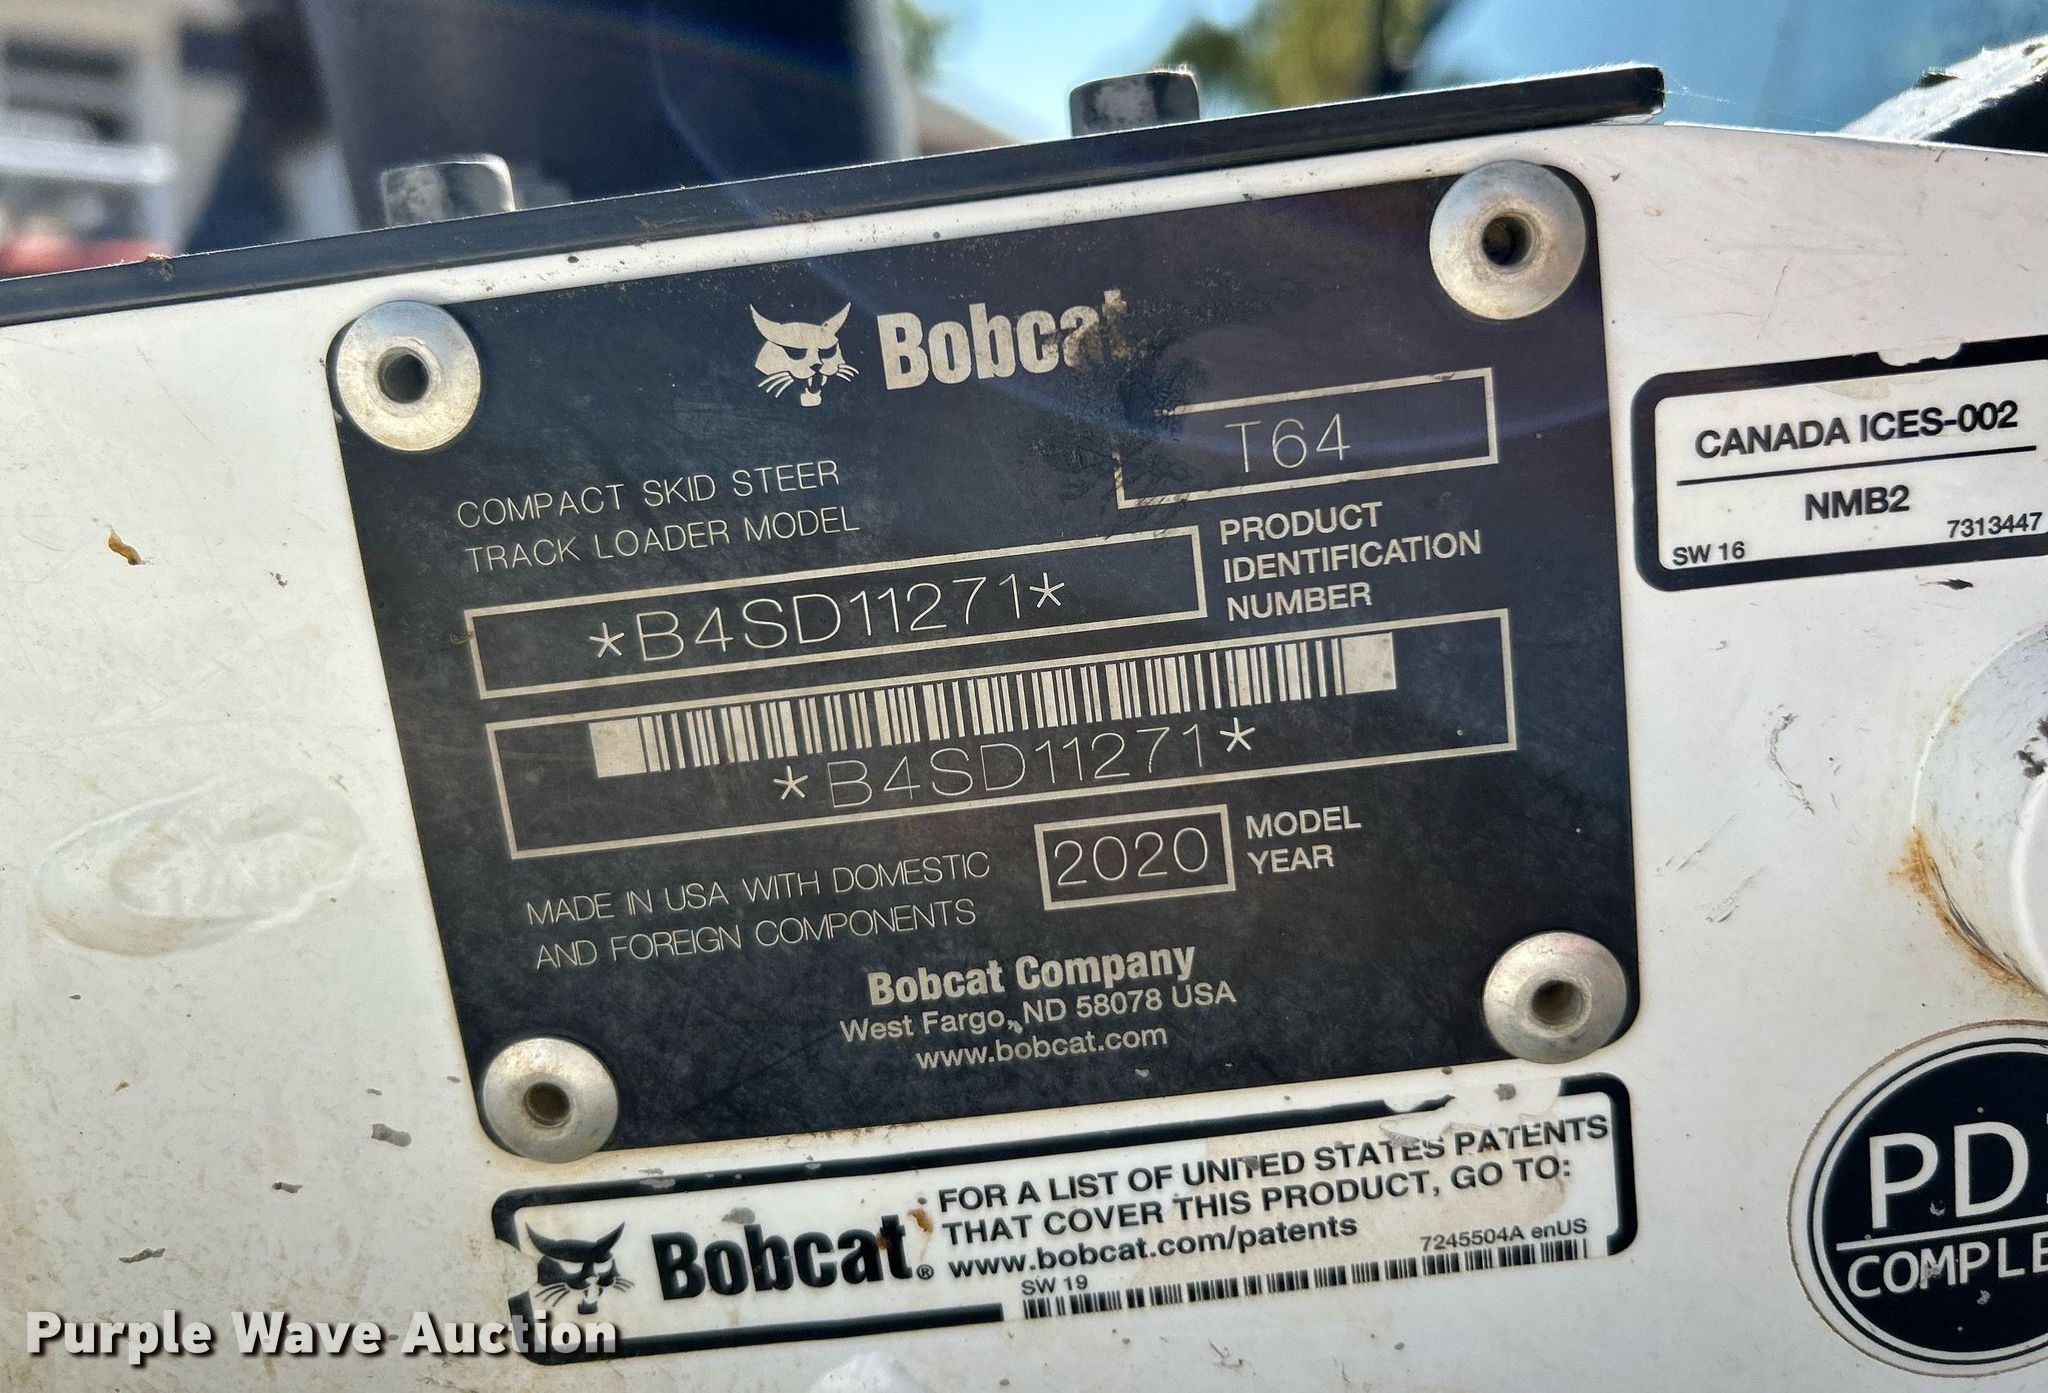 Bobcat
T64
COMPACT SKID STEER
TRACK LOADER MODEL
PRODUCT
IDENTIFICATION
NUMBER
*B4SD11271*
*B4SD11271*
MADE IN USA WITH DOMESTIC
AND FOREIGN COMPONENTS
2020
MODEL
YEAR
Bobcat Company
West Fargo, ND 58078 USA
www.bobcat.com
CANADA ICES-002
NMB2
SW 16
7313447
Bobcat®
FOR A LIST OF UNITED STATES PATENTS
THAT COVER THIS PRODUCT, GO TO:
www.bobcat.com/patents
7245504A enUS
SW 19
Purple Wave Auction